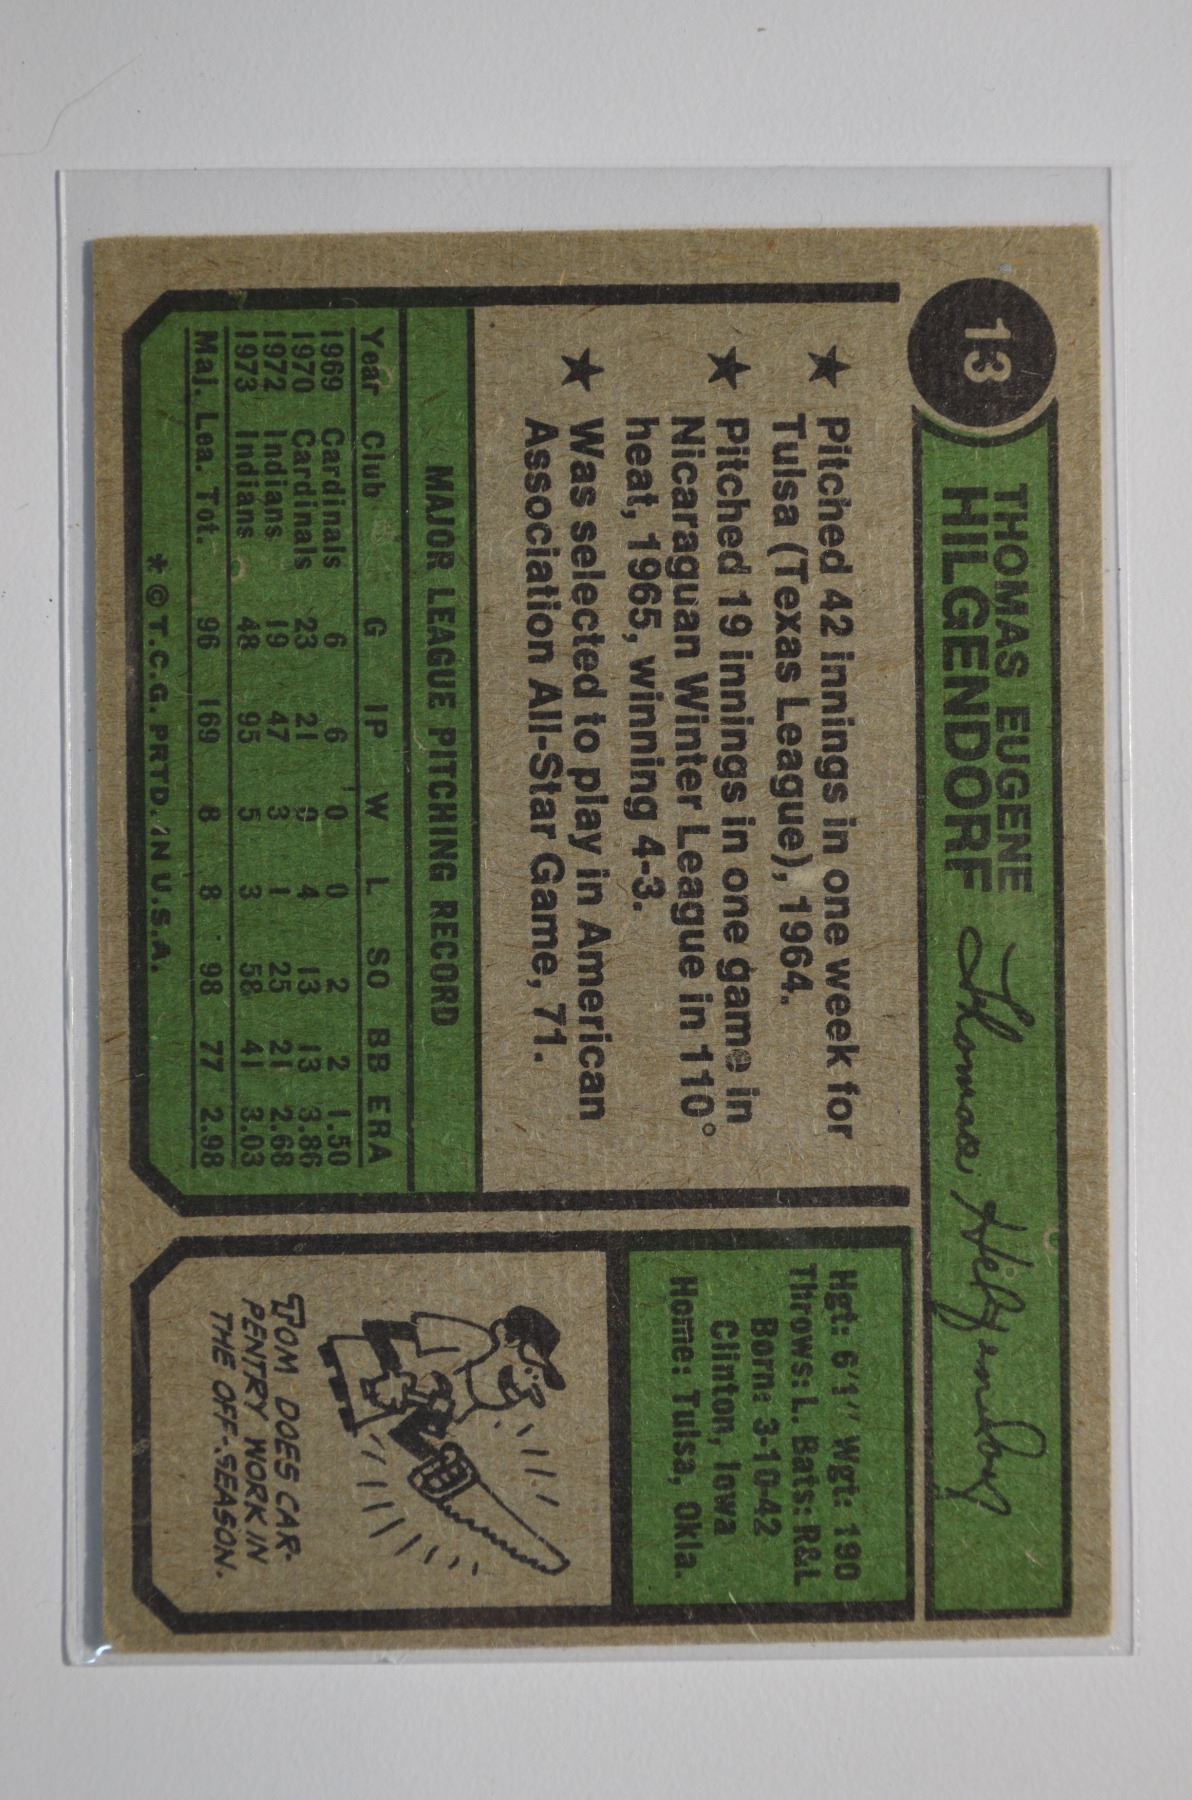 13
THOMAS EUGENE
HILGENDORF Thomas Hilgendorf
★ Pitched 42 innings in one week for
Tulsa (Texas League), 1964.
★ Pitched 19 innings in one game in
Nicaraguan Winter League in 110°
heat, 1965, winning 4-3.
★ Was selected to play in American
Association All-Star Game, 71.
MAJOR LEAGUE PITCHING RECORD
Year Club G IP W L SO BB ERA
1969 Cardinals 6 6 0 0 2 2 1.50
1970 Cardinals 23 21 0 4 13 13 3.86
1972 Indians 19 47 3 1 25 21 2.68
1973 Indians 48 95 5 3 58 41 3.03
Maj. Lea. Tot. 96 169 8 8 98 77 2.98
* © T.C.G. PRTD. IN U.S.A.
Hgt: 6'1" Wgt: 190
Throws: L Bats: R&L
Born: 3-10-42
Clinton, Iowa
Home: Tulsa, Okla.
TOM DOES CAR-
PENTRY WORK IN
THE OFF-SEASON.